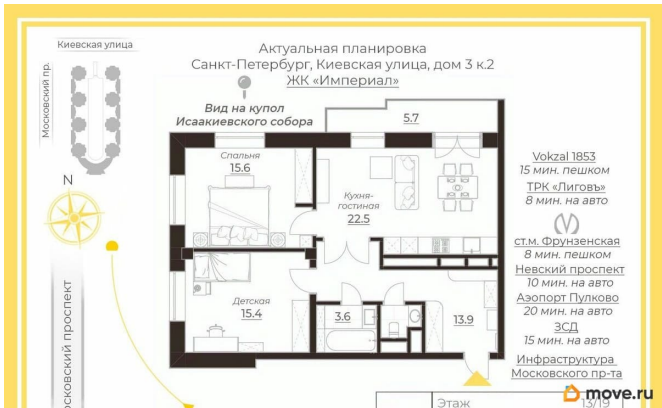 Киевская улица
Московский пр.
Актуальная планировка
Санкт-Петербург, Киевская улица, дом 3 к.2
ЖК «Империал»
Вид на купол
Исаакиевского собора
5.7
Спальня
15.6
Кухня-
гостиная
22.5
Детская
15.4
3.6
13.9
N
Vokzal 1853
15 мин. пешком
ТРК «Лиговъ»
8 мин. на авто
ст.м. Фрунзенская
8 мин. пешком
Невский проспект
10 мин. на авто
Аэопорт Пулково
20 мин. на авто
ЗСД
15 мин. на авто
Инфраструктура
Московского пр-та
осковский проспект
Этаж 13/19
move.ru